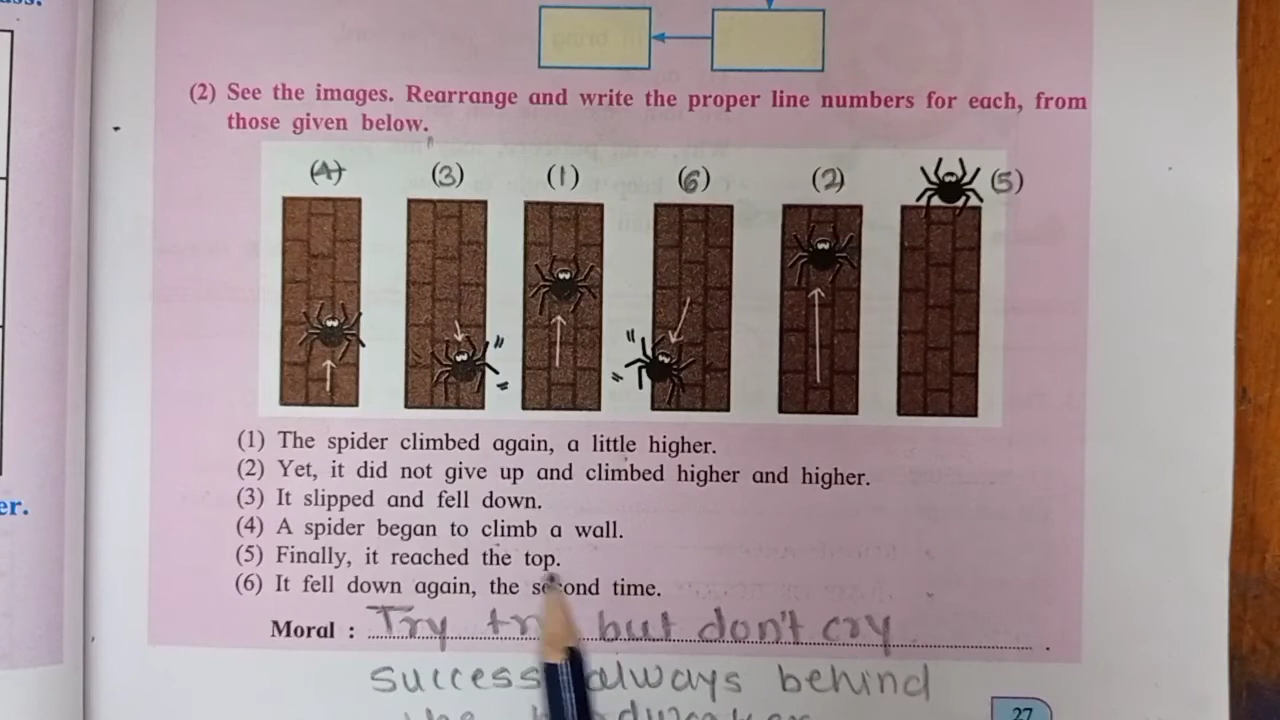 (2) See the images. Rearrange and write the proper line numbers for each, from
those given below.
(4) (3) (1) (6) (2) (5)
(1) The spider climbed again, a little higher.
(2) Yet, it did not give up and climbed higher and higher.
(3) It slipped and fell down.
(4) A spider began to climb a wall.
(5) Finally, it reached the top.
(6) It fell down again, the second time.
Moral : Try but don't cry
success always behind
27
er.